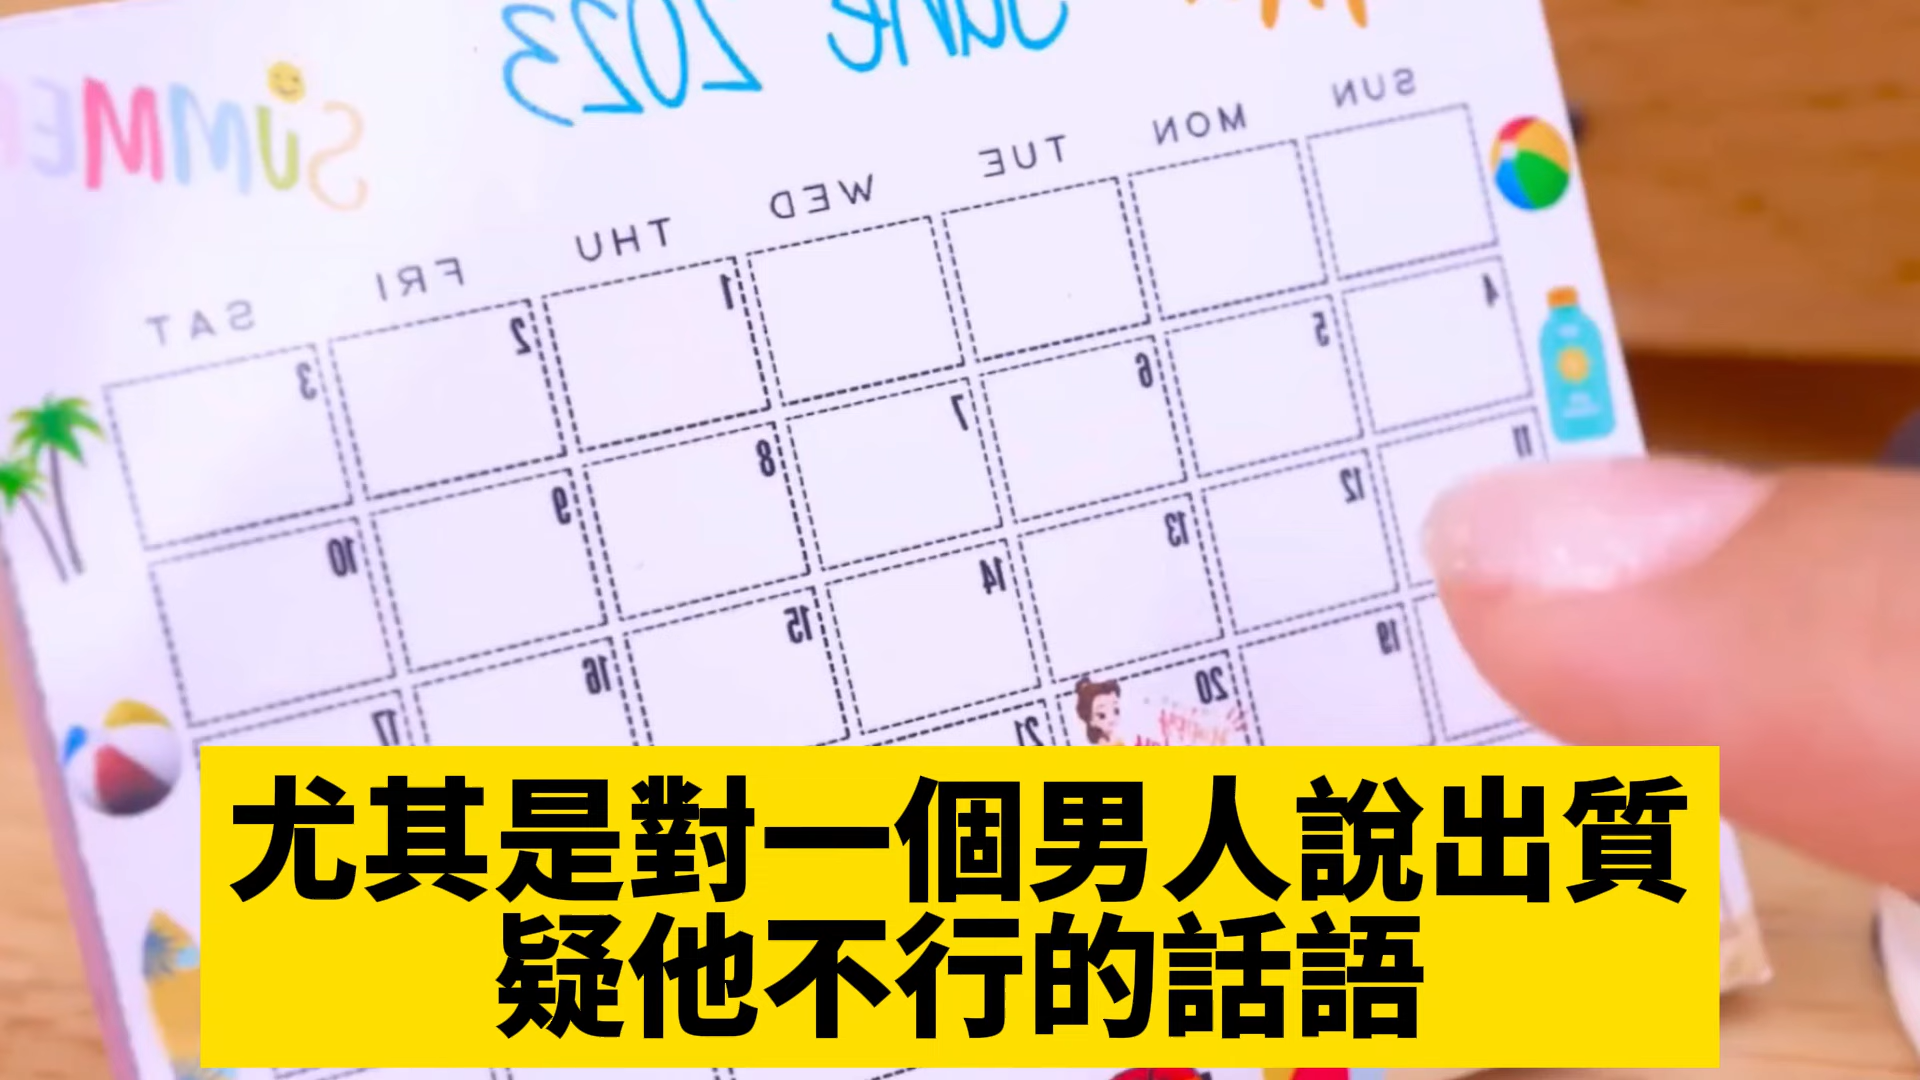 June 2023
SUMMER
SUN MON TUE WED THU FRI SAT
1 2 3
4 5 6 7 8 9 10
11 12 13 14 15 16 17
19 20 21
尤其是對一個男人說出質
疑他不行的話語